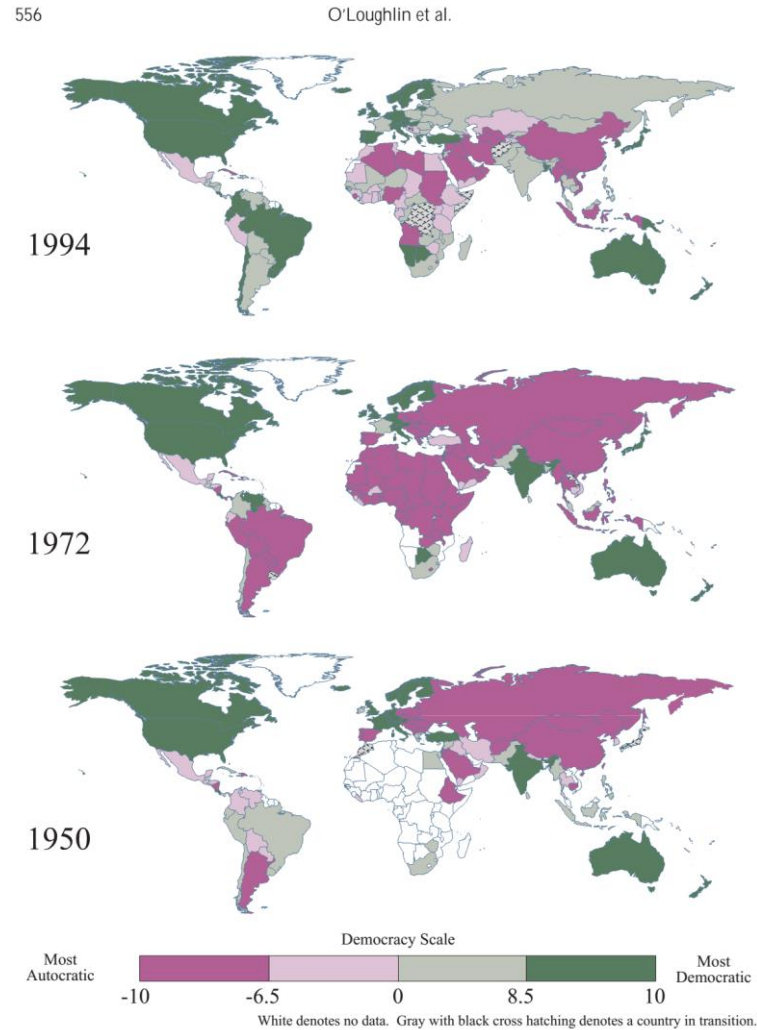 556
O'Loughlin et al.
1994
1972
1950
Democracy Scale
Most Autocratic
Most Democratic
-10
-6.5
0
8.5
10
White denotes no data. Gray with black cross hatching denotes a country in transition.